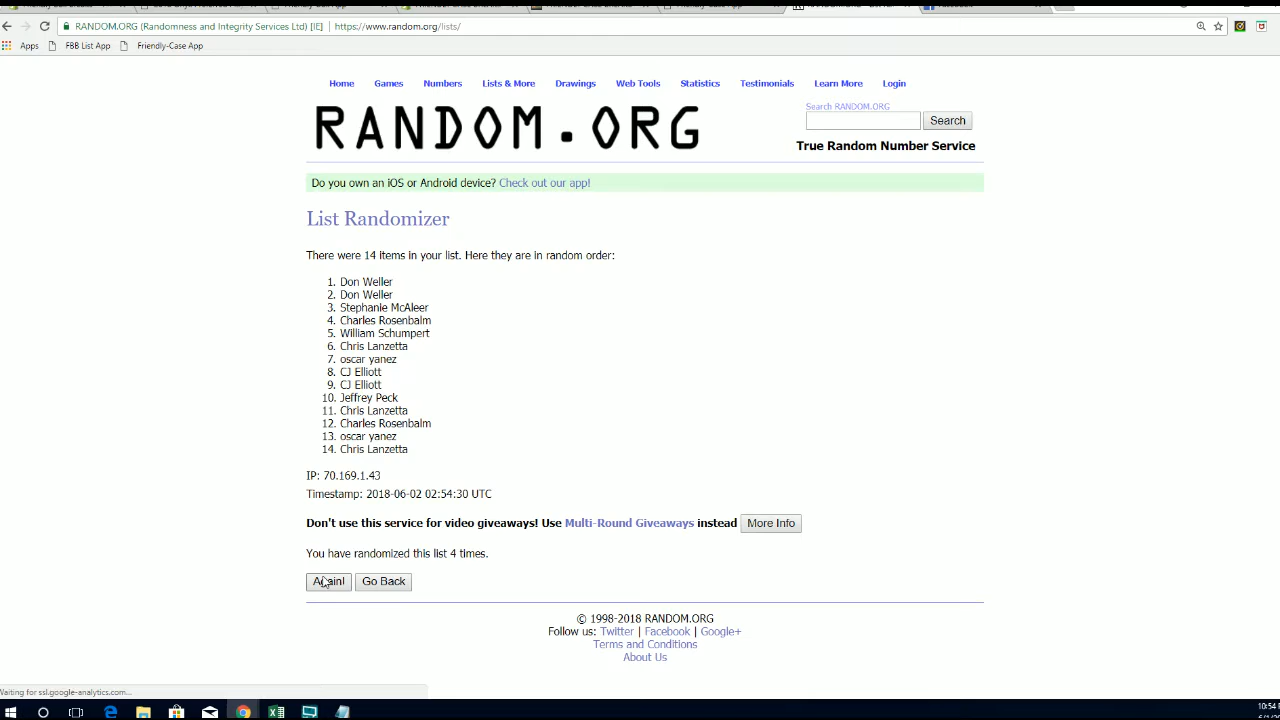 RANDOM.ORG (Randomness and Integrity Services Ltd) [IE] | https://www.random.org/lists/
Apps FBB List App Friendly-Case App
Home Games Numbers Lists & More Drawings Web Tools Statistics Testimonials Learn More Login
RANDOM.ORG
Search RANDOM.ORG
Search
True Random Number Service
Do you own an iOS or Android device? Check out our app!
List Randomizer
There were 14 items in your list. Here they are in random order:
1. Don Weller
2. Don Weller
3. Stephanie McAleer
4. Charles Rosenbalm
5. William Schumpert
6. Chris Lanzetta
7. oscar yanez
8. CJ Elliott
9. CJ Elliott
10. Jeffrey Peck
11. Chris Lanzetta
12. Charles Rosenbalm
13. oscar yanez
14. Chris Lanzetta
IP: 70.169.1.43
Timestamp: 2018-06-02 02:54:30 UTC
Don't use this service for video giveaways! Use Multi-Round Giveaways instead More Info
You have randomized this list 4 times.
Again! Go Back
© 1998-2018 RANDOM.ORG
Follow us: Twitter | Facebook | Google+
Terms and Conditions
About Us
Waiting for ssl.google-analytics.com...
10:54